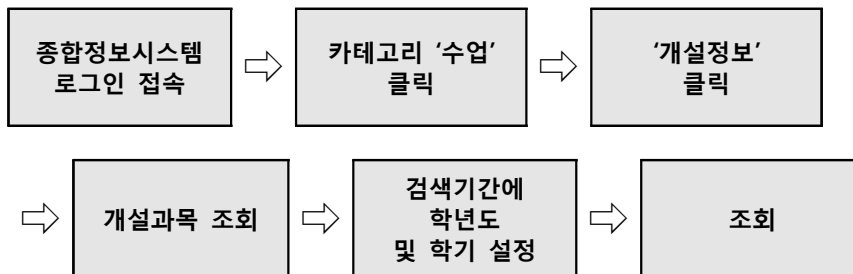 종합정보시스템
로그인 접속
카테고리 ‘수업’
클릭
‘개설정보’
클릭
개설과목 조회
검색기간에
학년도
및 학기 설정
조회